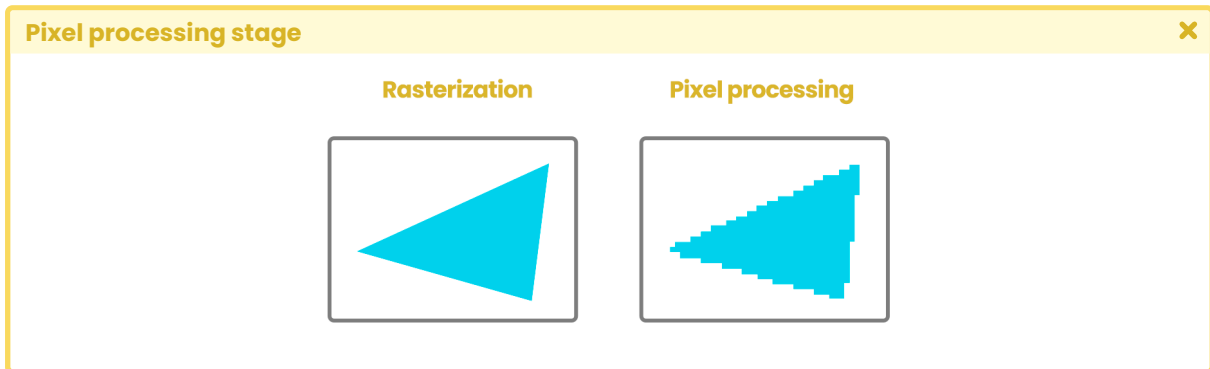 Pixel processing stage
Rasterization
Pixel processing